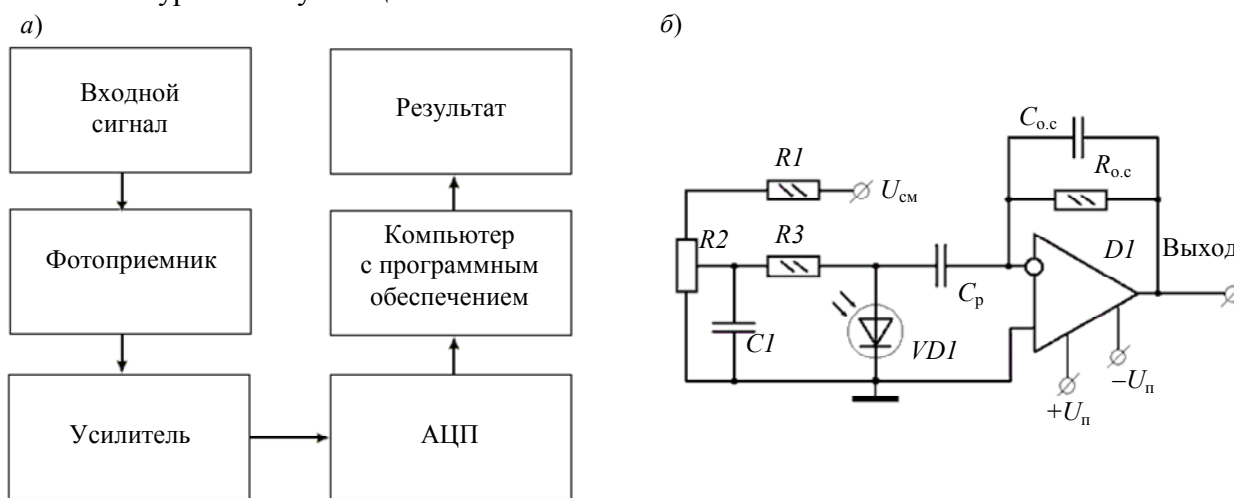 а)
Входной
сигнал
Результат
Фотоприемник
Компьютер
с программным
обеспечением
Усилитель
АЦП
б)
Cо.с
R1
Rо.с
Uсм
R2
R3
D1
Выход
Cр
C1
VD1
−Uп
+Uп